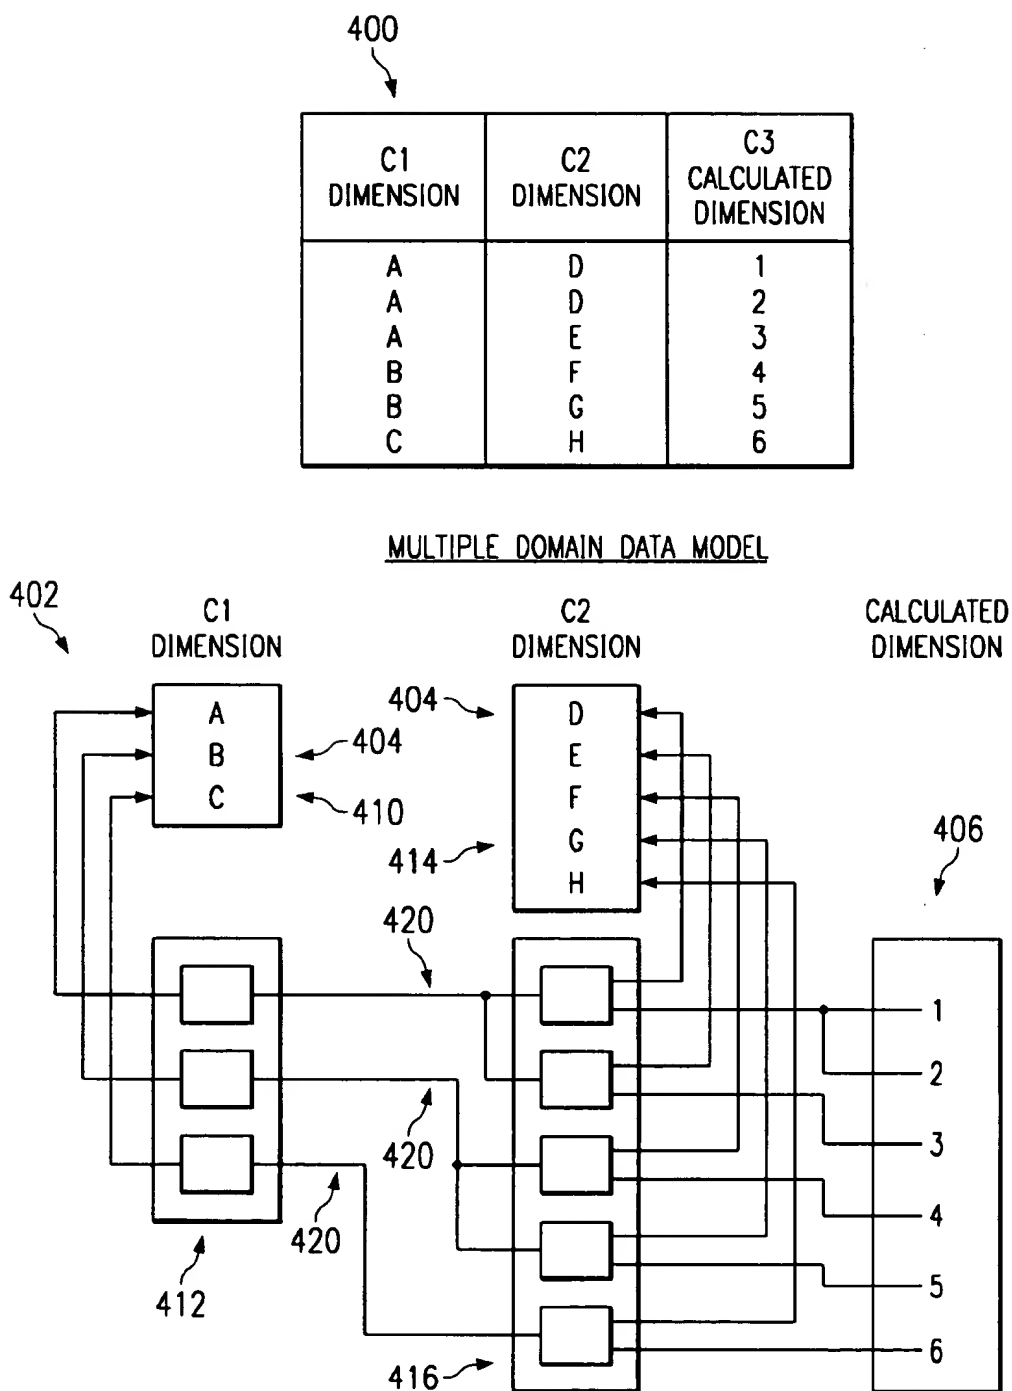 400
C1 DIMENSION
C2 DIMENSION
C3 CALCULATED DIMENSION
A D 1
A D 2
A E 3
B F 4
B G 5
C H 6
MULTIPLE DOMAIN DATA MODEL
402
C1
DIMENSION
C2
DIMENSION
CALCULATED
DIMENSION
A
B
C
404
410
404
414
D
E
F
G
H
406
420
420
420
412
416
1
2
3
4
5
6